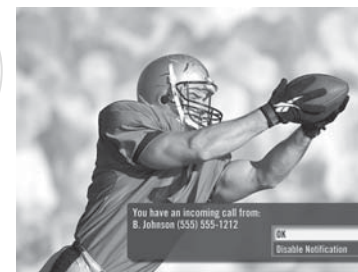 You have an incoming call from:
B. Johnson (555) 555-1212
OK
Disable Notification